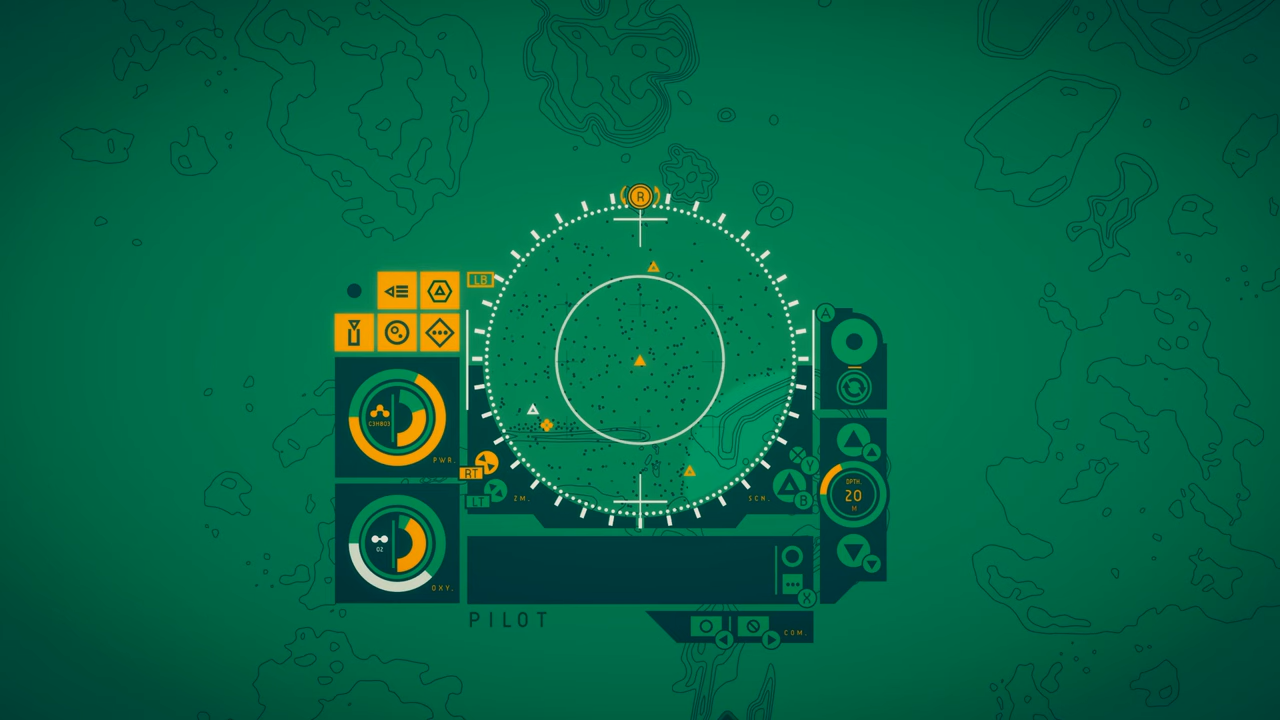 R
LB
A
C3H8O3
PWR.
RT
LT
ZM.
SCN.
Y
B
DPTH.
20
M
O2
OXY.
X
PILOT
COM.